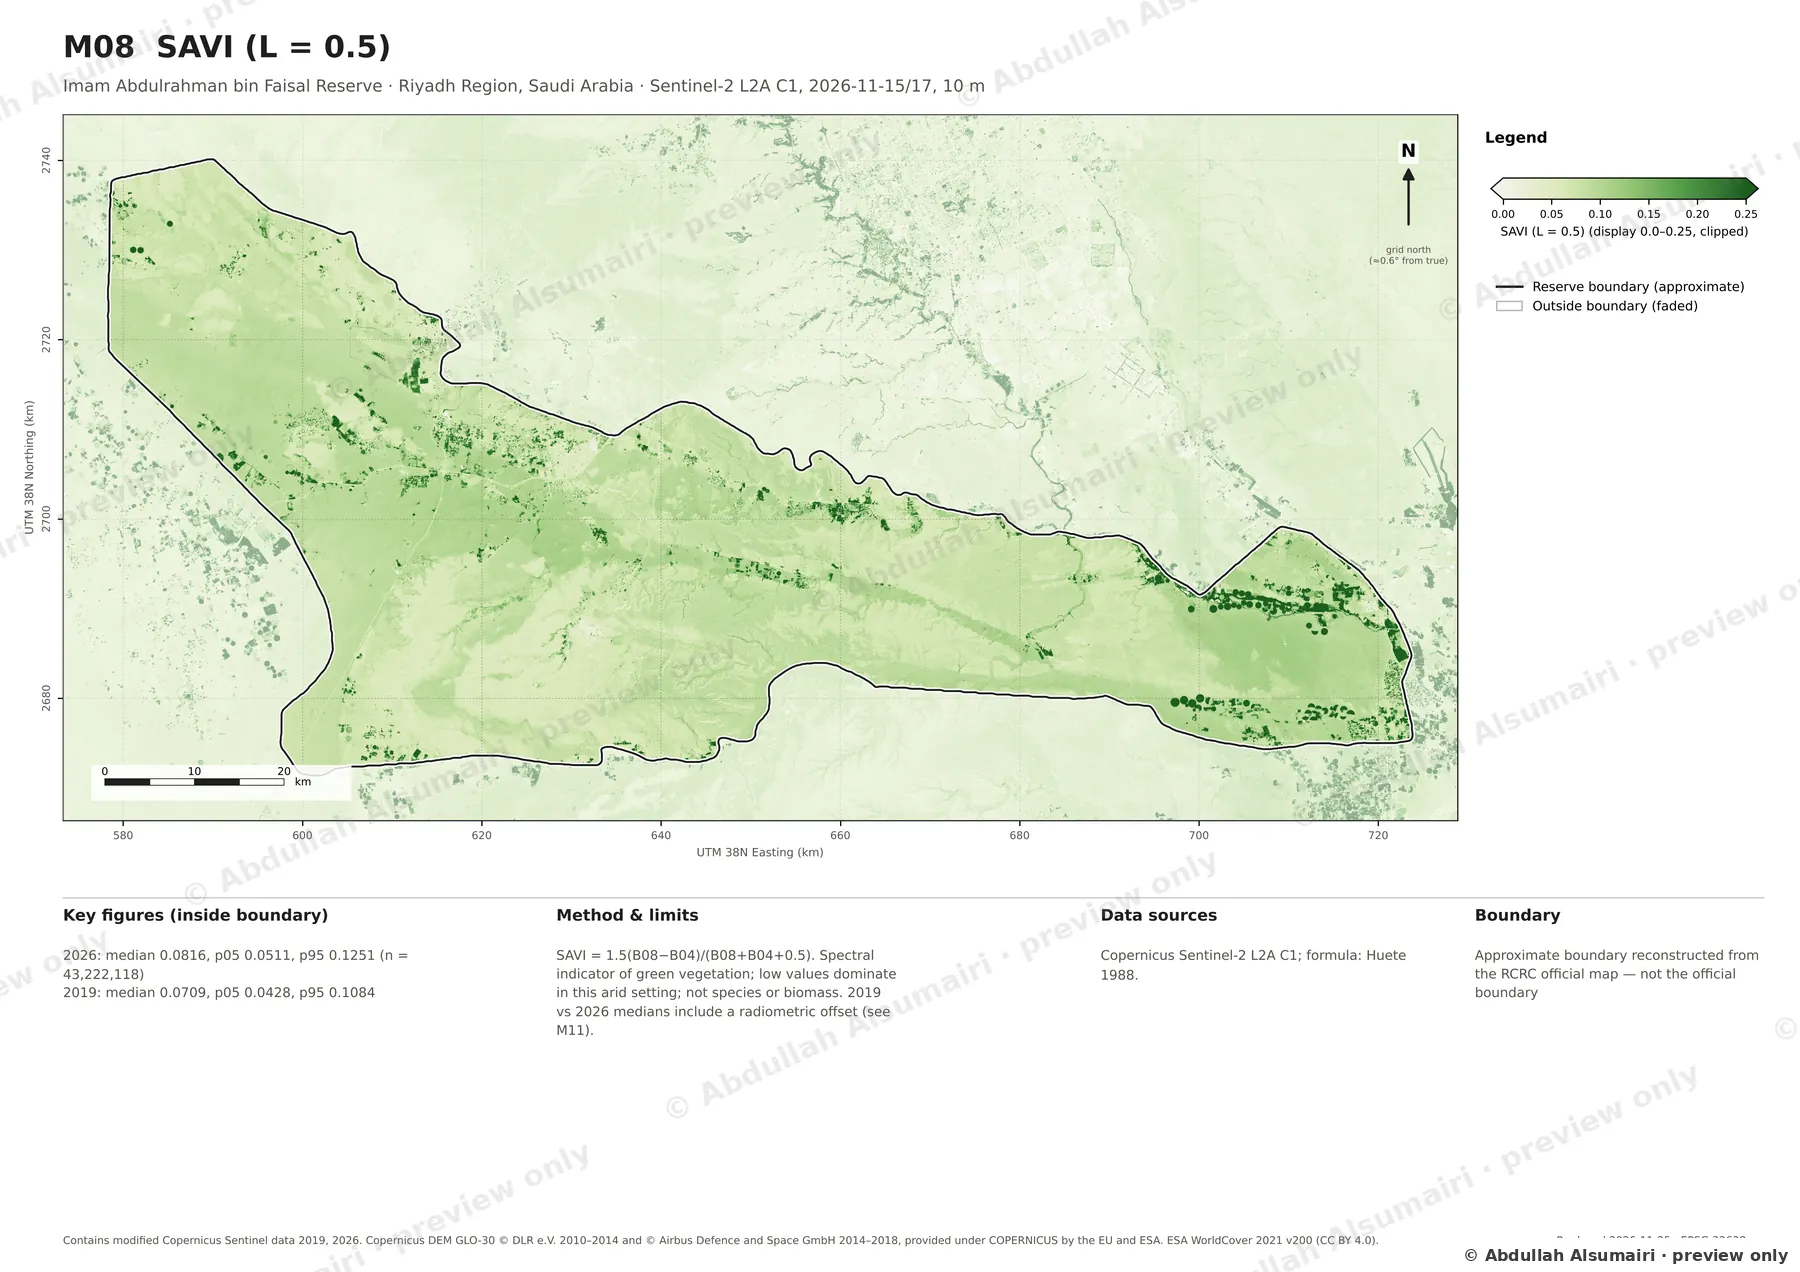 M08 SAVI (L = 0.5)
Imam Abdulrahman bin Faisal Reserve · Riyadh Region, Saudi Arabia · Sentinel-2 L2A C1, 2026-11-15/17, 10 m
N
grid north
(≈0.6° from true)
2740
2720
2700
2680
UTM 38N Northing (km)
0 10 20 km
580 600 620 640 660 680 700 720
UTM 38N Easting (km)
Legend
0.00 0.05 0.10 0.15 0.20 0.25
SAVI (L = 0.5) (display 0.0–0.25, clipped)
Reserve boundary (approximate)
Outside boundary (faded)
Key figures (inside boundary)
2026: median 0.0816, p05 0.0511, p95 0.1251 (n =
43,222,118)
2019: median 0.0709, p05 0.0428, p95 0.1084
Method & limits
SAVI = 1.5(B08−B04)/(B08+B04+0.5). Spectral
indicator of green vegetation; low values dominate
in this arid setting; not species or biomass. 2019
vs 2026 medians include a radiometric offset (see
M11).
Data sources
Copernicus Sentinel-2 L2A C1; formula: Huete
1988.
Boundary
Approximate boundary reconstructed from
the RCRC official map — not the official
boundary
Contains modified Copernicus Sentinel data 2019, 2026. Copernicus DEM GLO-30 © DLR e.V. 2010–2014 and © Airbus Defence and Space GmbH 2014–2018, provided under COPERNICUS by the EU and ESA. ESA WorldCover 2021 v200 (CC BY 4.0).
© Abdullah Alsumairi · preview only